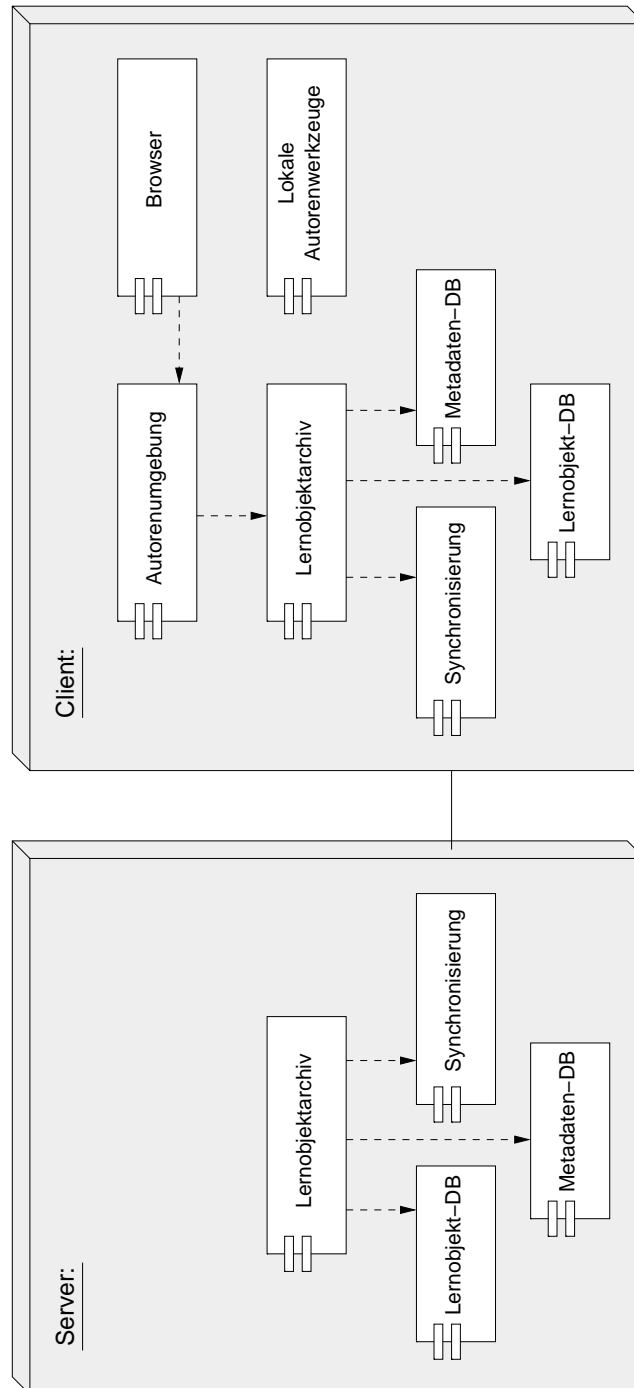 Server:
Lernobjektarchiv
Lernobjekt–DB
Synchronisierung
Metadaten–DB
Client:
Autorenumgebung
Browser
Lernobjektarchiv
Lokale
Autorenwerkzeuge
Synchronisierung
Metadaten–DB
Lernobjekt–DB